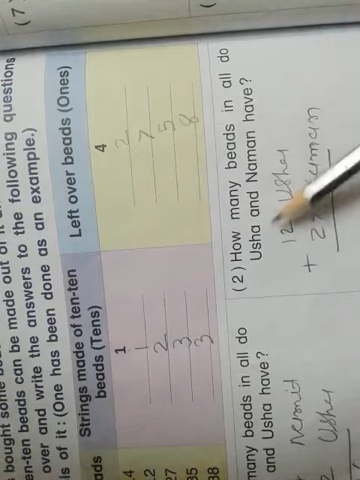 (7)
bought some
en-ten beads can be made out of it a
over and write the answers to the following questions
is of it : (One has been done as an example.)
ads
Strings made of ten-ten
beads (Tens)
Left over beads (Ones)
4
1
4
2
1
2
27
2
7
35
3
5
38
3
8
many beads in all do
and Usha have?
Usha
(2) How many beads in all do
Usha and Naman have?
12 Usha
+